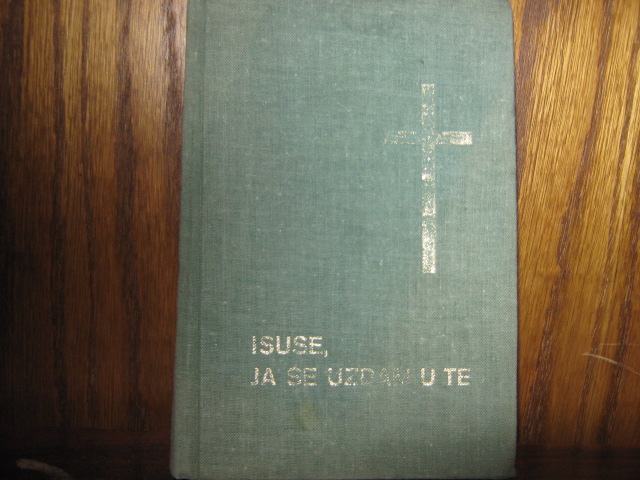 ISUSE,
JA SE UZDAM U TE